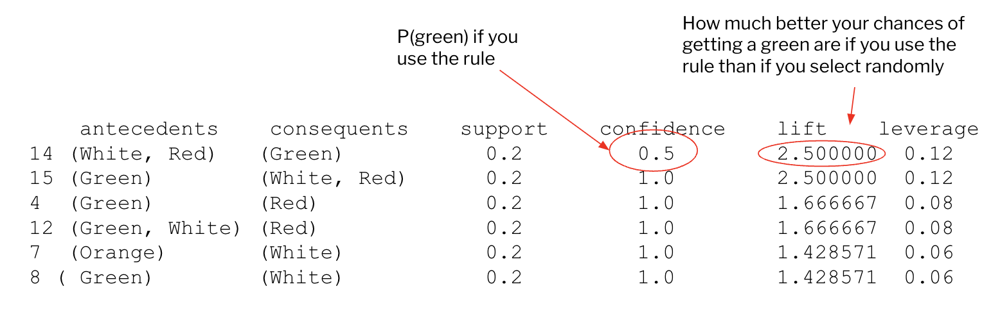 P(green) if you
use the rule
How much better your chances of
getting a green are if you use the
rule than if you select randomly
antecedents consequents support confidence lift leverage
14 (White, Red) (Green) 0.2 0.5 2.500000 0.12
15 (Green) (White, Red) 0.2 1.0 2.500000 0.12
4 (Green) (Red) 0.2 1.0 1.666667 0.08
12 (Green, White) (Red) 0.2 1.0 1.666667 0.08
7 (Orange) (White) 0.2 1.0 1.428571 0.06
8 ( Green) (White) 0.2 1.0 1.428571 0.06